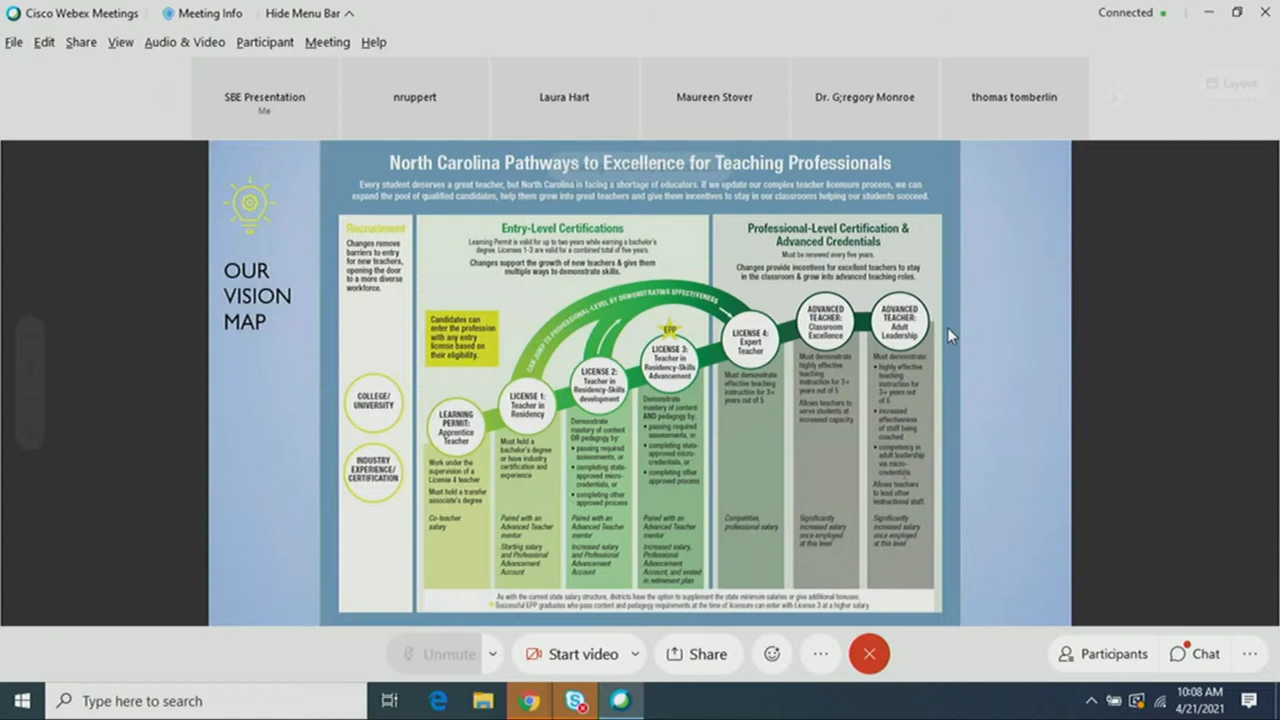 Cisco Webex Meetings
Meeting Info
Hide Menu Bar
Connected
File Edit Share View Audio & Video Participant Meeting Help
SBE Presentation
Me
nruppert
Laura Hart
Maureen Stover
Dr. G;regory Monroe
thomas tomberlin
Layout
OUR
VISION
MAP
North Carolina Pathways to Excellence for Teaching Professionals
Every student deserves a great teacher, but North Carolina is facing a shortage of educators. If we update our complex teacher licensure process, we can
expand the pool of qualified candidates, help them grow into great teachers and give them incentives to stay in our classrooms helping our students succeed.
Recruitment
Changes remove
barriers to entry
for new teachers,
opening the door
to a more diverse
workforce.
COLLEGE/
UNIVERSITY
INDUSTRY
EXPERIENCE/
CERTIFICATION
Entry-Level Certifications
Learning Permit is valid for up to two years while earning a bachelor's
degree. Licenses 1-3 are valid for a combined total of five years.
Changes support the growth of new teachers & give them
multiple ways to demonstrate skills.
Candidates can
enter the profession
with any entry
license based on
their eligibility.
CAN JUMP TO PROFESSIONAL-LEVEL BY DEMONSTRATING EFFECTIVENESS
LEARNING
PERMIT:
Apprentice
Teacher
Work under the
supervision of a
License 4 teacher
Must hold a transfer
associate's degree
Co-teacher
salary
LICENSE 1:
Teacher in
Residency
Must hold a
bachelor's degree
or have industry
certification and
experience
Paired with an
Advanced Teacher
mentor
Starting salary
and Professional
Advancement
Account
LICENSE 2:
Teacher in
Residency-Skills
development
Demonstrate
mastery of content
OR pedagogy by:
• passing required
assessments, or
• completing state-
approved micro-
credentials, or
• completing other
approved process
Paired with an
Advanced Teacher
mentor
Increased salary
and Professional
Advancement
Account
EPP
LICENSE 3:
Teacher in
Residency-Skills
Advancement
Demonstrate
mastery of content
AND pedagogy by:
• passing required
assessments, or
• completing state-
approved micro-
credentials, or
• completing other
approved process
Paired with an
Advanced Teacher
mentor
Increased salary,
Professional
Advancement
Account, and vested
in retirement plan
Professional-Level Certification &
Advanced Credentials
Must be renewed every five years.
Changes provide incentives for excellent teachers to stay
in the classroom & grow into advanced teaching roles.
LICENSE 4:
Expert
Teacher
Must demonstrate
effective teaching
instruction for 3+
years out of 5
Competitive,
professional salary
ADVANCED
TEACHER:
Classroom
Excellence
Must demonstrate
highly effective
teaching
instruction for 3+
years out of 5
Allows teachers to
serve students at
increased capacity.
Significantly
increased salary
once employed
at this level
ADVANCED
TEACHER:
Adult
Leadership
Must demonstrate:
• highly effective
teaching
instruction for
3+ years
out of 5
• increased
effectiveness
of staff being
coached
• competency in
adult leadership
via micro-
credentials
Allows teachers
to lead other
instructional staff.
Significantly
increased salary
once employed
at this level
As with the current state salary structure, districts have the option to supplement the state minimum salaries or give additional bonuses.
Successful EPP graduates who pass content and pedagogy requirements at the time of licensure can enter with License 3 at a higher salary.
Unmute
Start video
Share
Participants
Chat
Type here to search
10:08 AM
4/21/2021